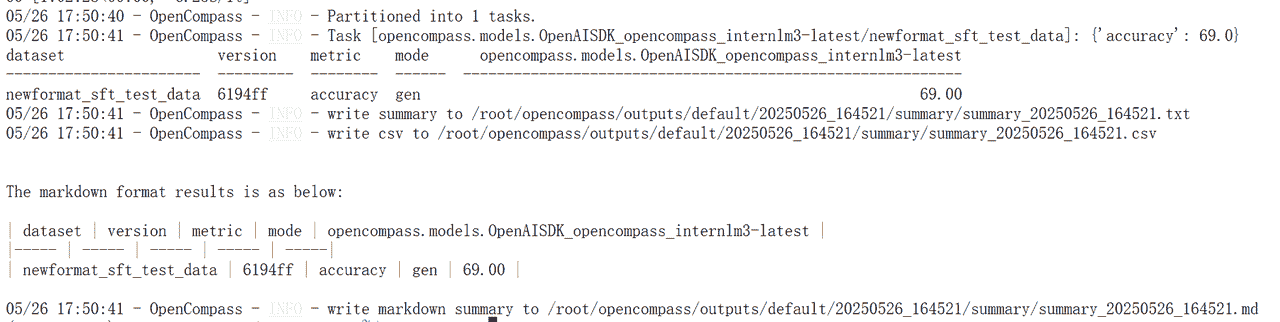 05/26 17:50:40 - OpenCompass - INFO - Partitioned into 1 tasks.
05/26 17:50:41 - OpenCompass - INFO - Task [opencompass.models.OpenAISDK_opencompass_internlm3-latest/newformat_sft_test_data]: {'accuracy': 69.0}
dataset version metric mode opencompass.models.OpenAISDK_opencompass_internlm3-latest
---------------------- --------- -------- ------ ---------------------------------------------------------
newformat_sft_test_data 6194ff accuracy gen 69.00
05/26 17:50:41 - OpenCompass - INFO - write summary to /root/opencompass/outputs/default/20250526_164521/summary/summary_20250526_164521.txt
05/26 17:50:41 - OpenCompass - INFO - write csv to /root/opencompass/outputs/default/20250526_164521/summary/summary_20250526_164521.csv
The markdown format results is as below:
| dataset | version | metric | mode | opencompass.models.OpenAISDK_opencompass_internlm3-latest |
|----- | ----- | ----- | ----- | -----|
| newformat_sft_test_data | 6194ff | accuracy | gen | 69.00 |
05/26 17:50:41 - OpenCompass - INFO - write markdown summary to /root/opencompass/outputs/default/20250526_164521/summary/summary_20250526_164521.md